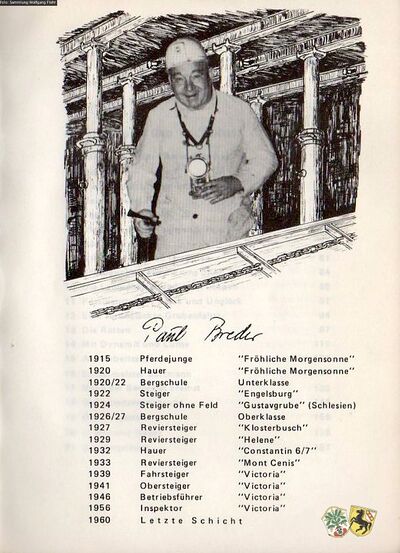 Foto: Sammlung Wolfgang Flohr
Paul Breder
1915 Pferdejunge "Fröhliche Morgensonne"
1920 Hauer "Fröhliche Morgensonne"
1920/22 Bergschule Unterklasse
1922 Steiger "Engelsburg"
1924 Steiger ohne Feld "Gustavgrube" (Schlesien)
1926/27 Bergschule Oberklasse
1927 Reviersteiger "Klosterbusch"
1929 Reviersteiger "Helene"
1932 Hauer "Constantin 6/7"
1933 Reviersteiger "Mont Cenis"
1939 Fahrsteiger "Victoria"
1941 Obersteiger "Victoria"
1946 Betriebsführer "Victoria"
1956 Inspektor "Victoria"
1960 Letzte Schicht